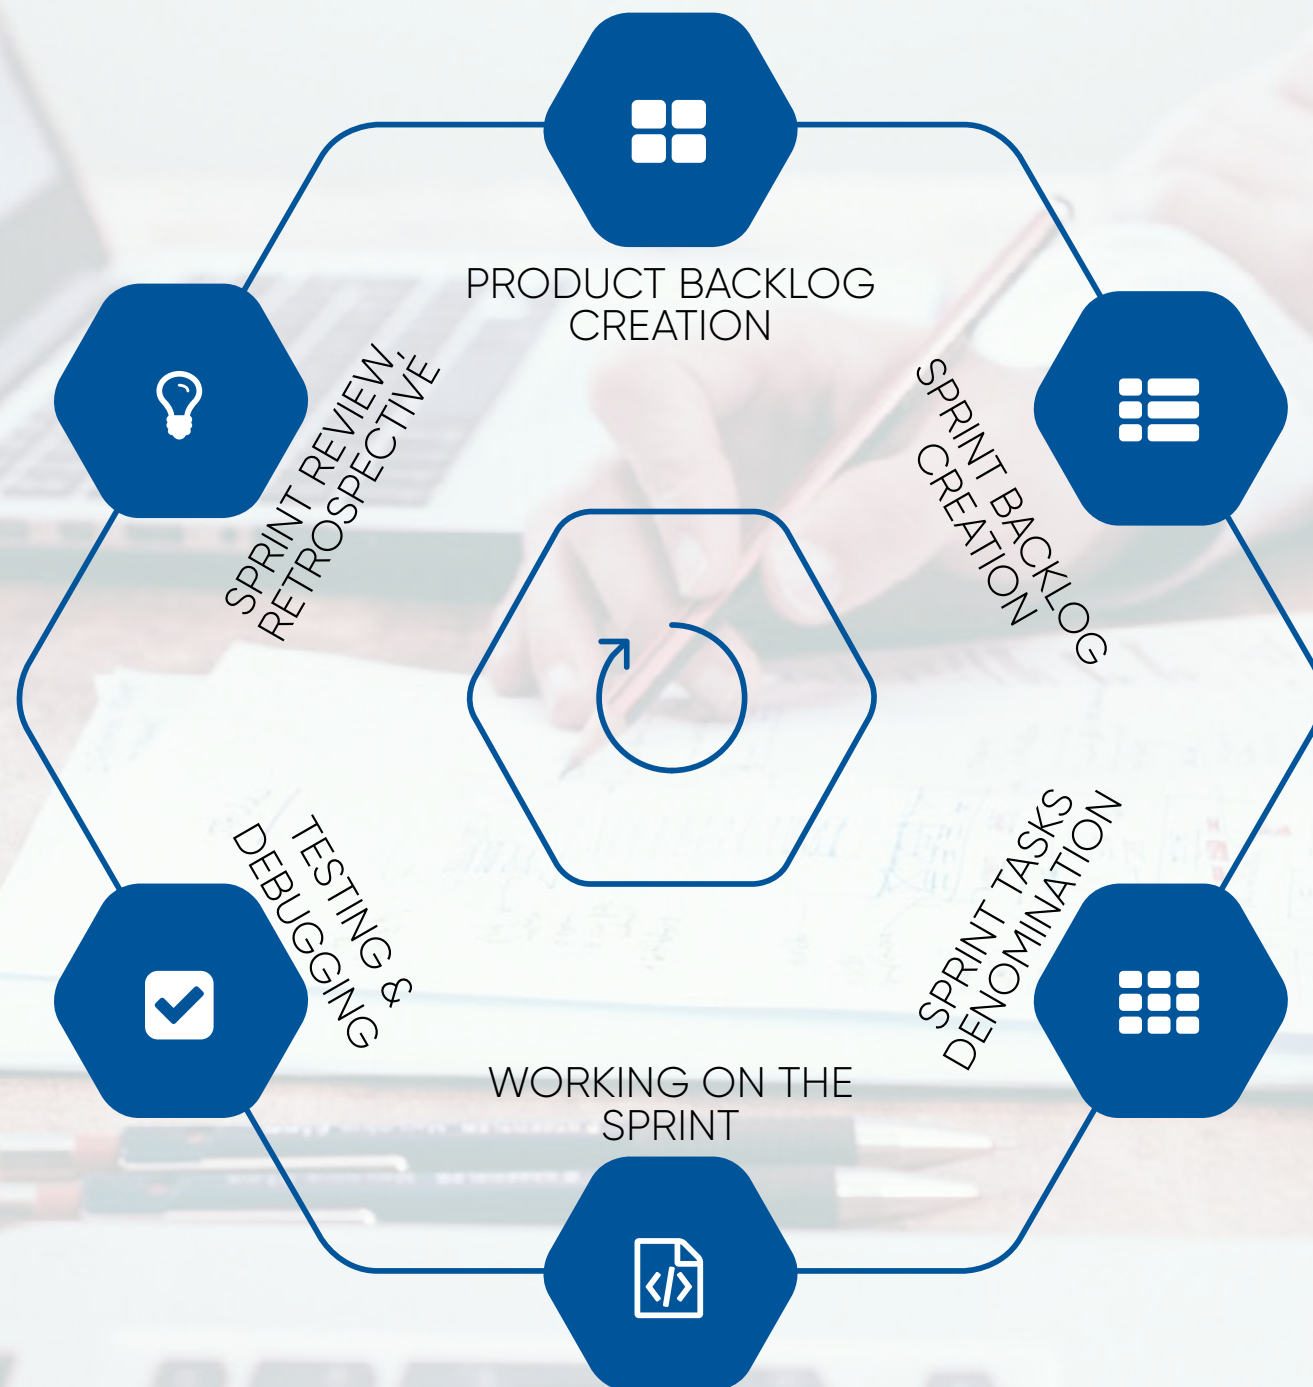 PRODUCT BACKLOG
CREATION
SPRINT BACKLOG
CREATION
SPRINT TASKS
DENOMINATION
WORKING ON THE
SPRINT
TESTING &
DEBUGGING
SPRINT REVIEW,
RETROSPECTIVE